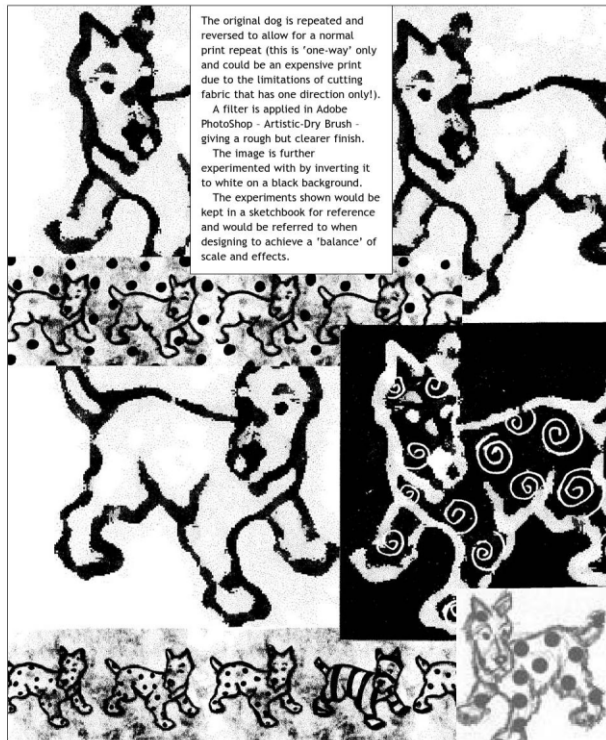 The original dog is repeated and
reversed to allow for a normal
print repeat (this is 'one-way' only
and could be an expensive print
due to the limitations of cutting
fabric that has one direction only!).
A filter is applied in Adobe
PhotoShop - Artistic-Dry Brush -
giving a rough but clearer finish.
The image is further
experimented with by inverting it
to white on a black background.
The experiments shown would be
kept in a sketchbook for reference
and would be referred to when
designing to achieve a 'balance' of
scale and effects.